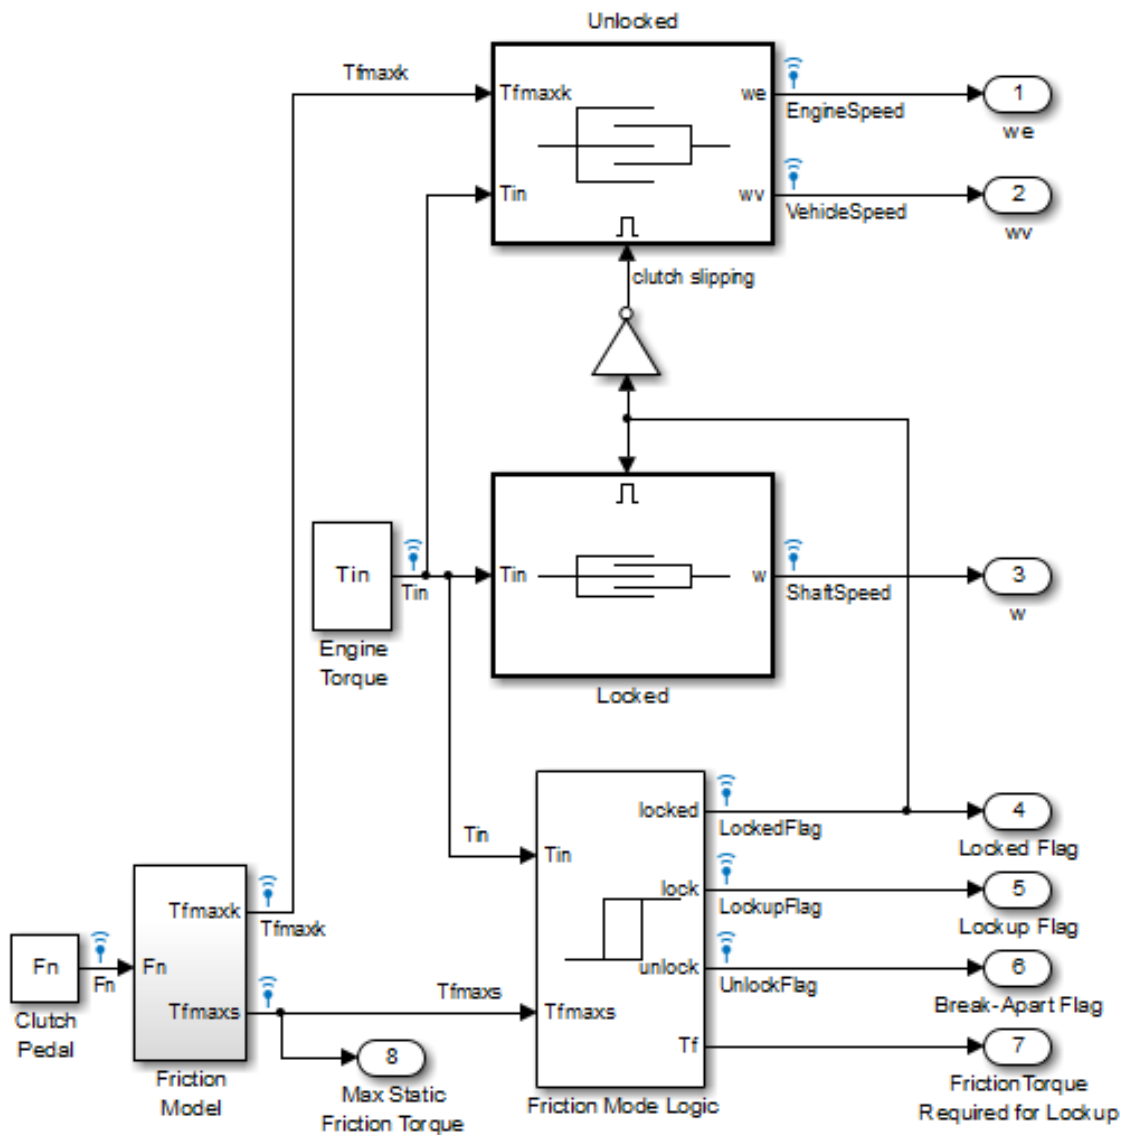 Unlocked
Tfmaxk
Tfmaxk
we
EngineSpeed
1
we
Tin
wv
VehicleSpeed
2
wv
clutch slipping
Tin
Tin
Engine
Torque
Tin
w
ShaftSpeed
3
w
Locked
locked
LockedFlag
4
Locked Flag
Tin
Tin
lock
LockupFlag
5
Lockup Flag
unlock
UnlockFlag
6
Break-Apart Flag
Tfmaxk
Tfmaxk
Fn
Fn
Fn
Clutch
Pedal
Tfmaxs
Tfmaxs
Tfmaxs
Tf
7
Friction Torque
Required for Lockup
Friction
Model
8
Max Static
Friction Torque
Friction Mode Logic